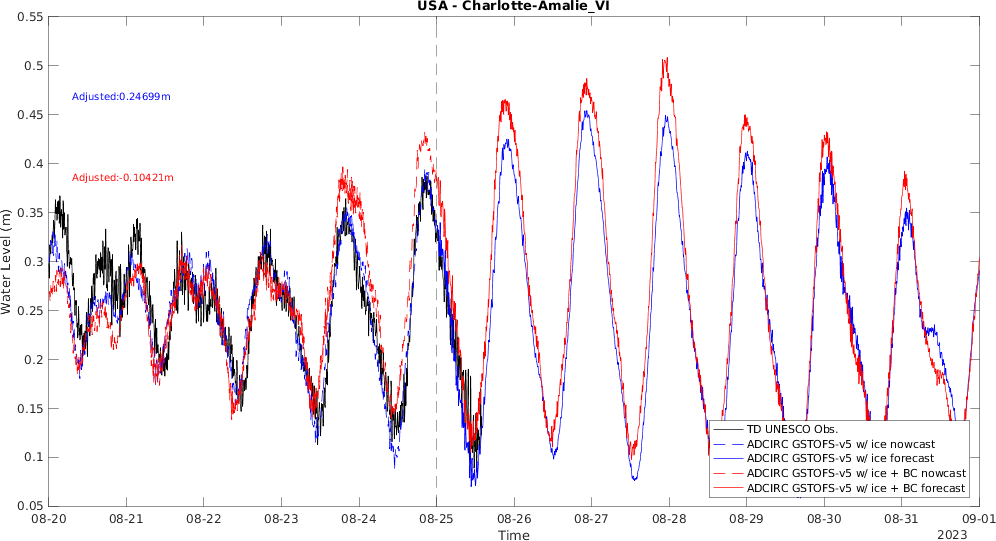 USA - Charlotte-Amalie_VI
0.55
0.5
0.45
0.4
0.35
0.3
0.25
0.2
0.15
0.1
0.05
Water Level (m)
Adjusted:0.24699m
Adjusted:-0.10421m
TD UNESCO Obs.
ADCIRC GSTOFS-v5 w/ ice nowcast
ADCIRC GSTOFS-v5 w/ ice forecast
ADCIRC GSTOFS-v5 w/ ice + BC nowcast
ADCIRC GSTOFS-v5 w/ ice + BC forecast
08-20 08-21 08-22 08-23 08-24 08-25 08-26 08-27 08-28 08-29 08-30 08-31 09-01
Time
2023